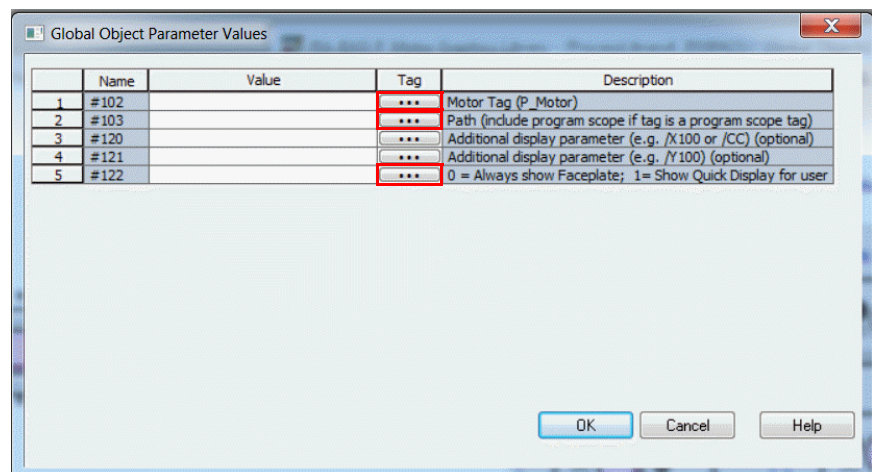 Global Object Parameter Values
X
Name Value Tag Description
1 #102 ... Motor Tag (P_Motor)
2 #103 ... Path (include program scope if tag is a program scope tag)
3 #120 ... Additional display parameter (e.g. /X100 or /CC) (optional)
4 #121 ... Additional display parameter (e.g. /Y100) (optional)
5 #122 ... 0 = Always show Faceplate; 1= Show Quick Display for user
OK Cancel Help